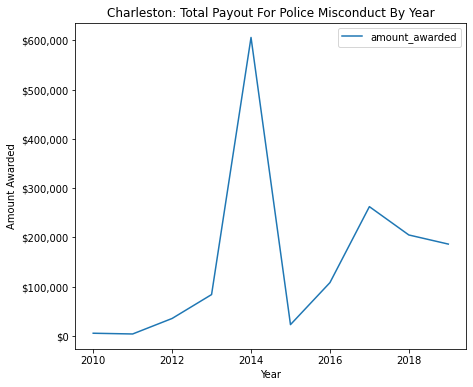 Charleston: Total Payout For Police Misconduct By Year
amount_awarded
$600,000
$500,000
$400,000
$300,000
$200,000
$100,000
$0
Amount Awarded
2010 2012 2014 2016 2018
Year